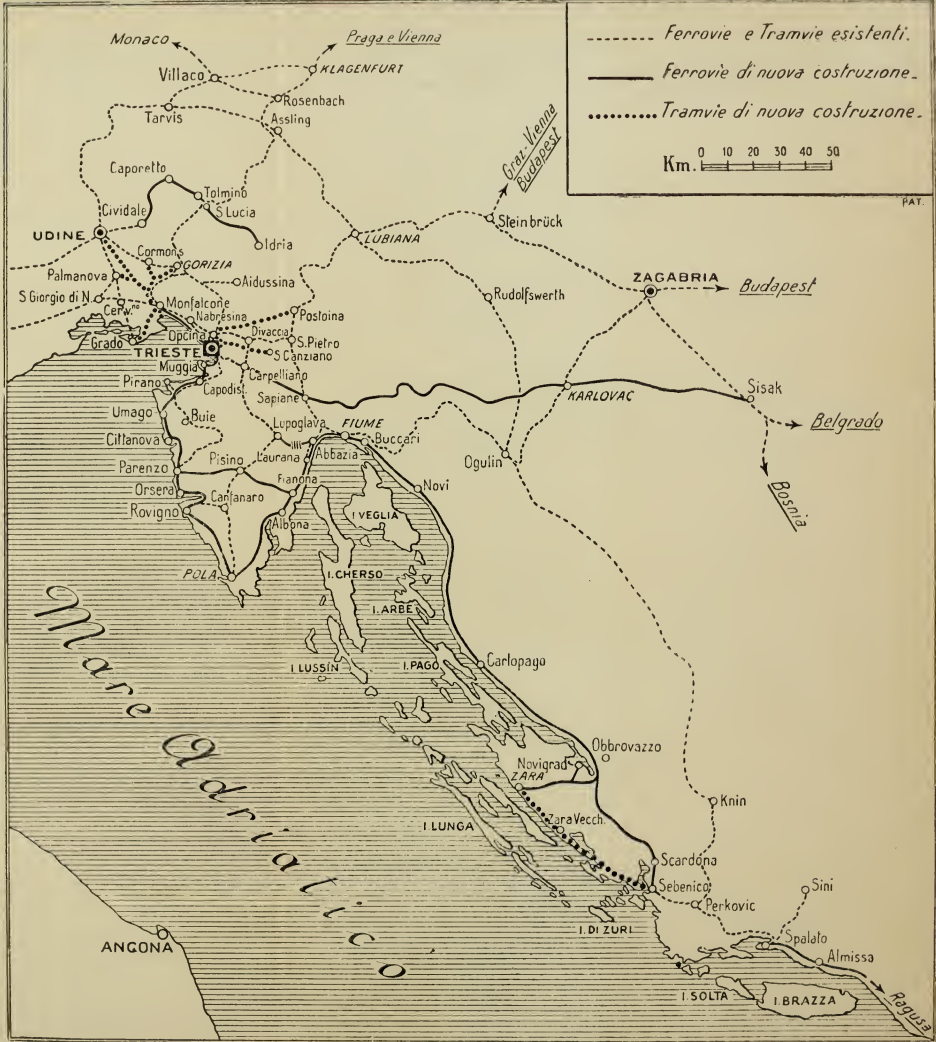 Ferrovie e Tramvie esistenti.
Ferrovie di nuova costruzione.
Tramvie di nuova costruzione.
Km. 0 10 20 30 40 50
PAT.
Monaco
Praga e Vienna
Villaco
KLAGENFURT
Rosenbach
Tarvis
Assling
Graz-Vienna
Budapest
Caporetto
Tolmino
S Lucia
Cividale
Steinbrück
UDINE
LUBIANA
Idria
Cormons
GORIZIA
Palmanova
Aidussina
ZAGABRIA
Budapest
S Giorgio di N.
Cerv.no
Monfalcone
Rudolfswerth
Nabresina
Postoina
Grado
Opcina
Divaccia
S. Pietro
TRIESTE
S Canziano
Muggia
Carpelliano
Pirano
Capodist.
Sapiane
KARLOVAC
Sisak
Umago
Buie
Lupoglava
FIUME
Belgrado
Cittanova
Laurana
Abbazia
Buccari
Parenzo
Pisino
Ogulin
Orsera
Canfanaro
Fianona
Novi
Bosnia
Rovigno
Albona
I VEGLIA
POLA
I. CHERSO
I. ARBE
I LUSSÍN
I. PAGO
Carlopago
Mare Adriatico
Obbrovazzo
Novigrad
ZARA
Knin
I LUNGA
Zara Vecch.
Scardóna
Sebenico
Sini
Perkovic
I. DI ZURI
Spalato
ANCONA
Almissa
I. SOLTA
I. BRAZZA
Ragusa